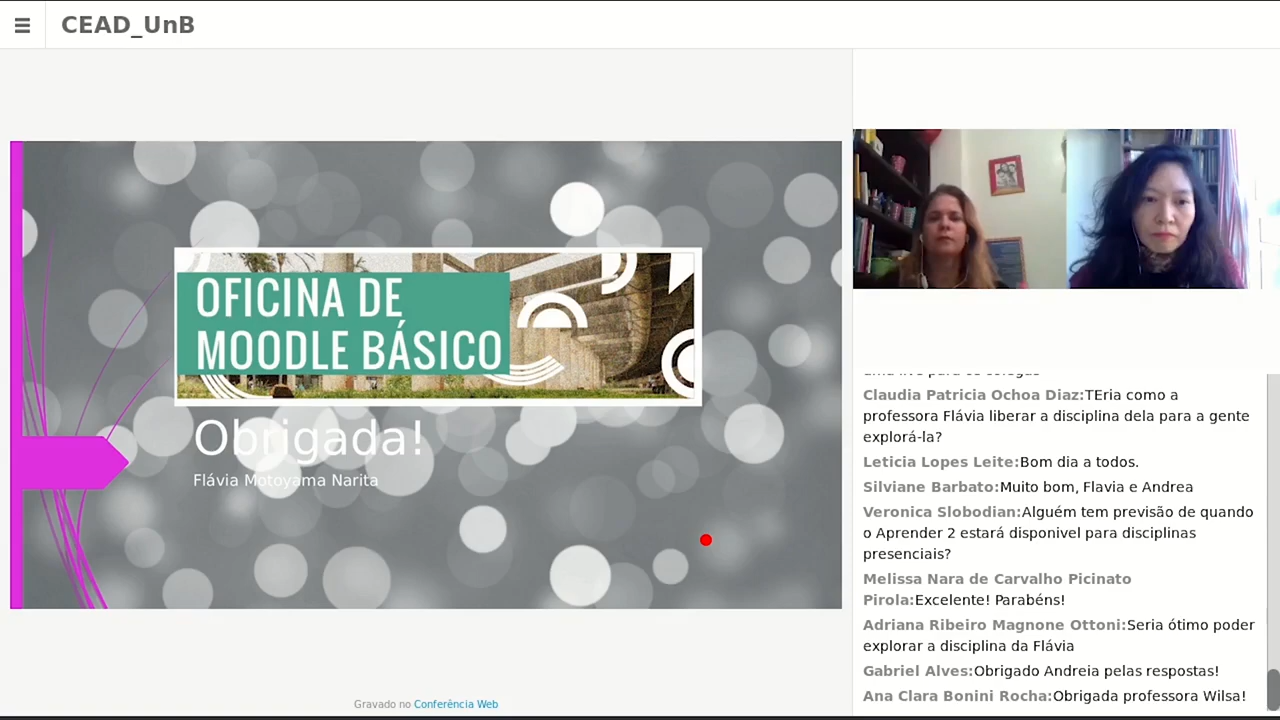 CEAD_UnB
OFICINA DE
MOODLE BÁSICO
Obrigada!
Flávia Motoyama Narita
Gravado no Conferência Web
Claudia Patricia Ochoa Diaz:TEria como a
professora Flávia liberar a disciplina dela para a gente
explorá-la?
Leticia Lopes Leite:Bom dia a todos.
Silviane Barbato:Muito bom, Flavia e Andrea
Veronica Slobodian:Alguém tem previsão de quando
o Aprender 2 estará disponivel para disciplinas
presenciais?
Melissa Nara de Carvalho Picinato
Pirola:Excelente! Parabéns!
Adriana Ribeiro Magnone Ottoni:Seria ótimo poder
explorar a disciplina da Flávia
Gabriel Alves:Obrigado Andreia pelas respostas!
Ana Clara Bonini Rocha:Obrigada professora Wilsa!